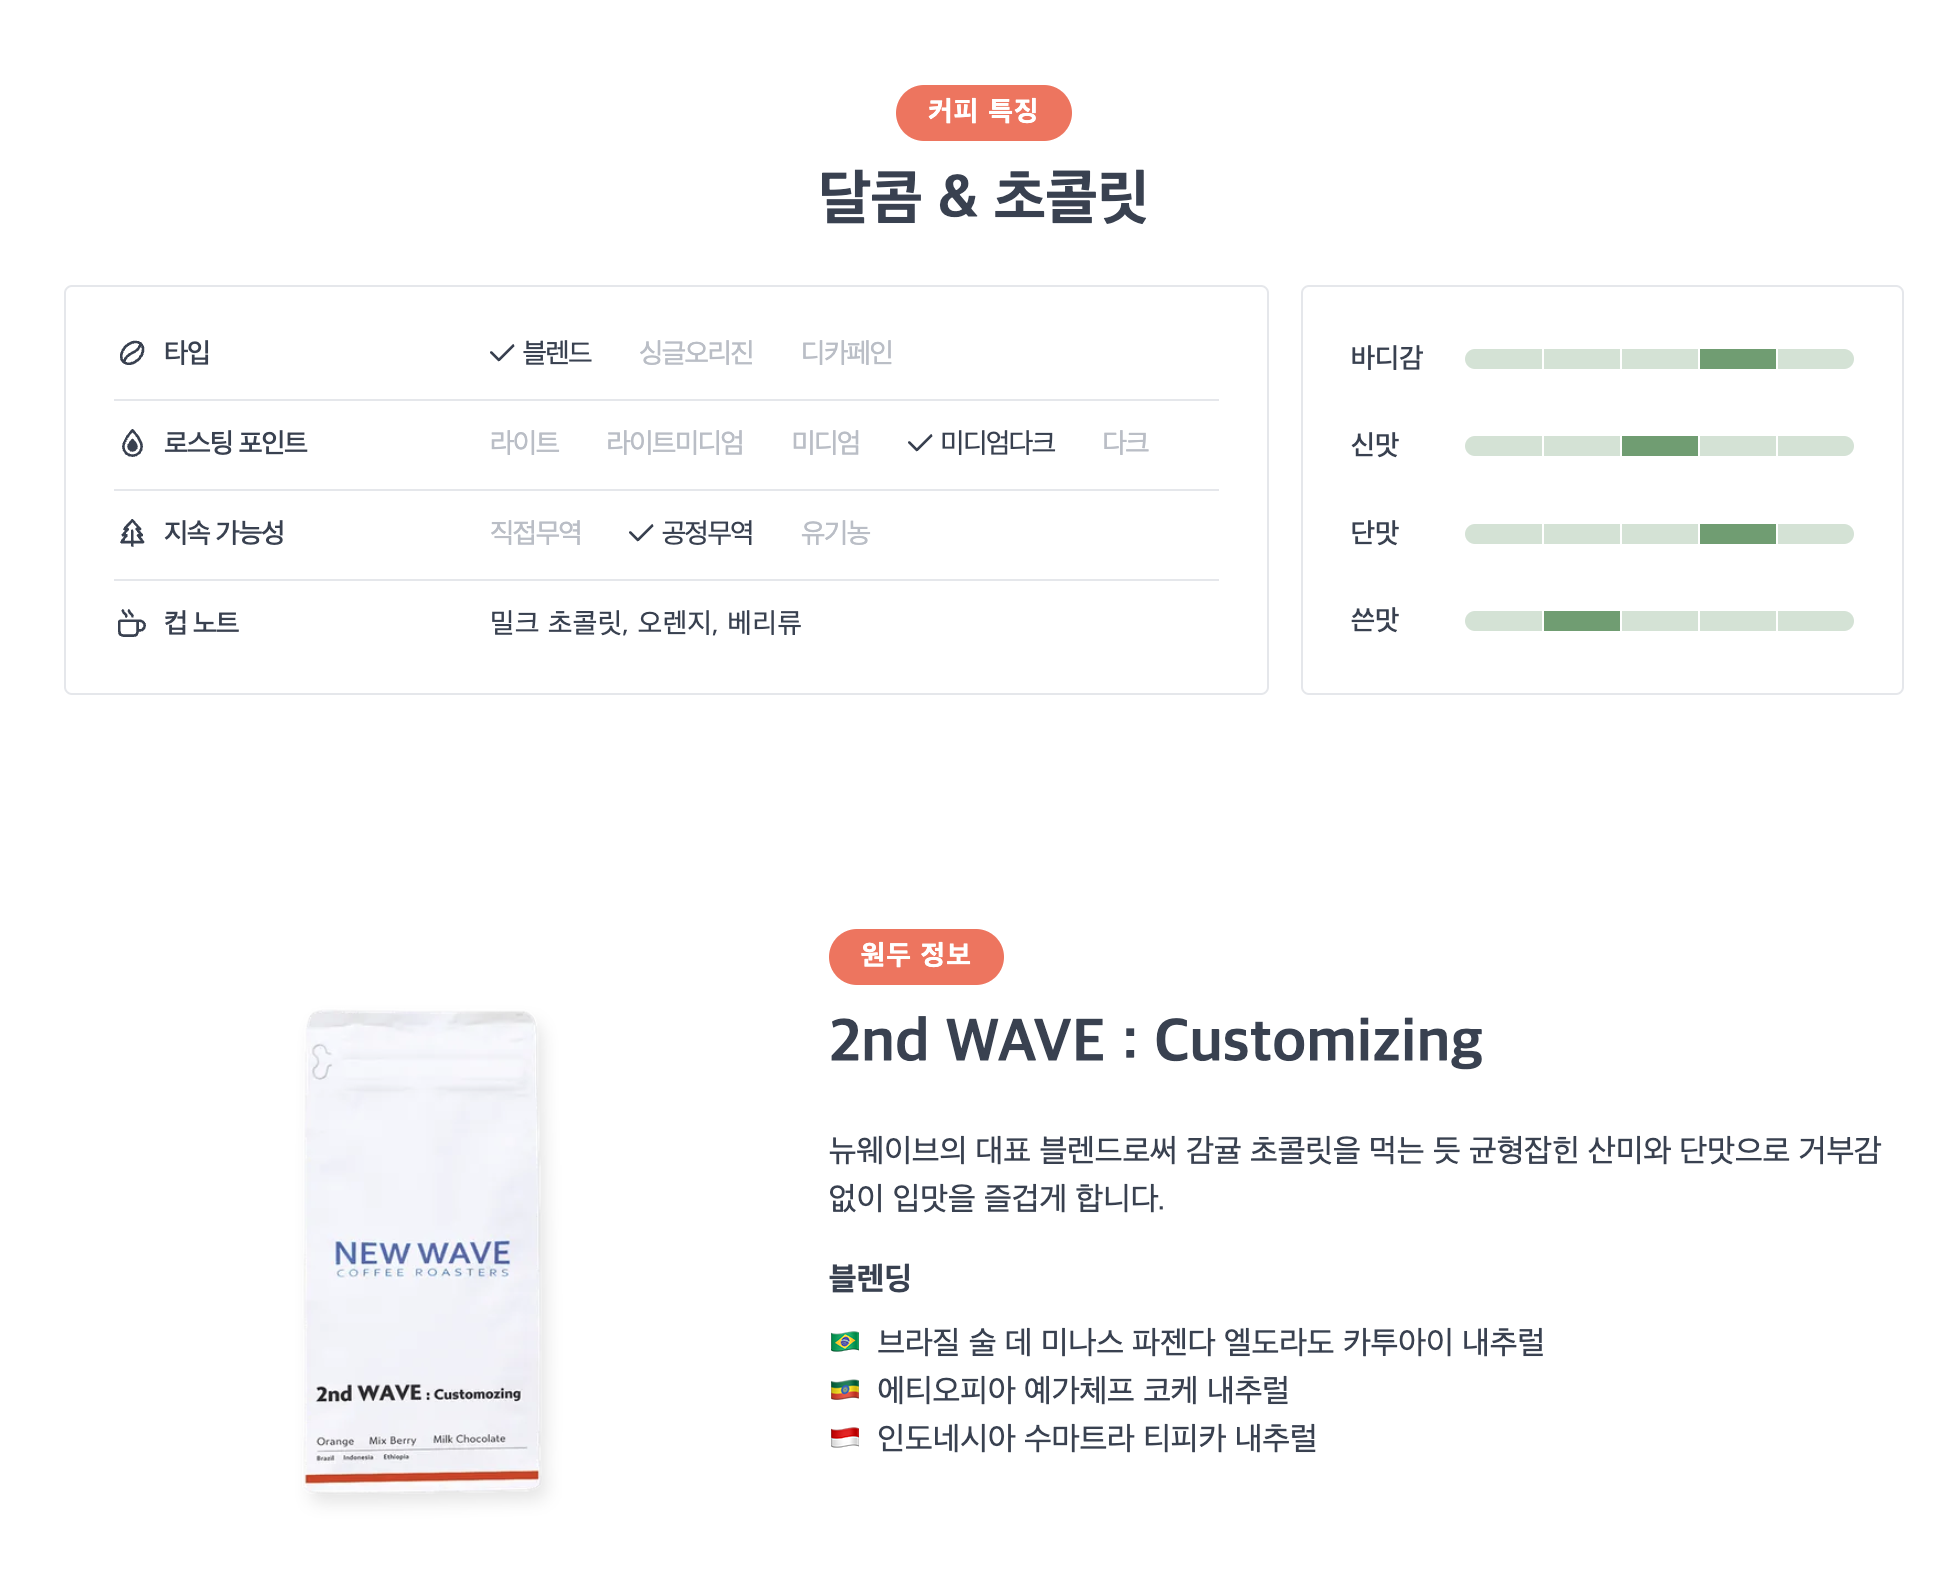 커피 특징
달콤 & 초콜릿
타입 블렌드 싱글오리진 디카페인
로스팅 포인트 라이트 라이트미디엄 미디엄 미디엄다크 다크
지속 가능성 직접무역 공정무역 유기농
컵 노트 밀크 초콜릿, 오렌지, 베리류
바디감
신맛
단맛
쓴맛
원두 정보
2nd WAVE : Customizing
뉴웨이브의 대표 블렌드로써 감귤 초콜릿을 먹는 듯 균형잡힌 산미와 단맛으로 거부감
없이 입맛을 즐겁게 합니다.
블렌딩
브라질 술 데 미나스 파젠다 엘도라도 카투아이 내추럴
에티오피아 예가체프 코케 내추럴
인도네시아 수마트라 티피카 내추럴
NEW WAVE
COFFEE ROASTERS
2nd WAVE : Customozing
Orange Mix Berry Milk Chocolate
Brazil Indonesia Ethiopia